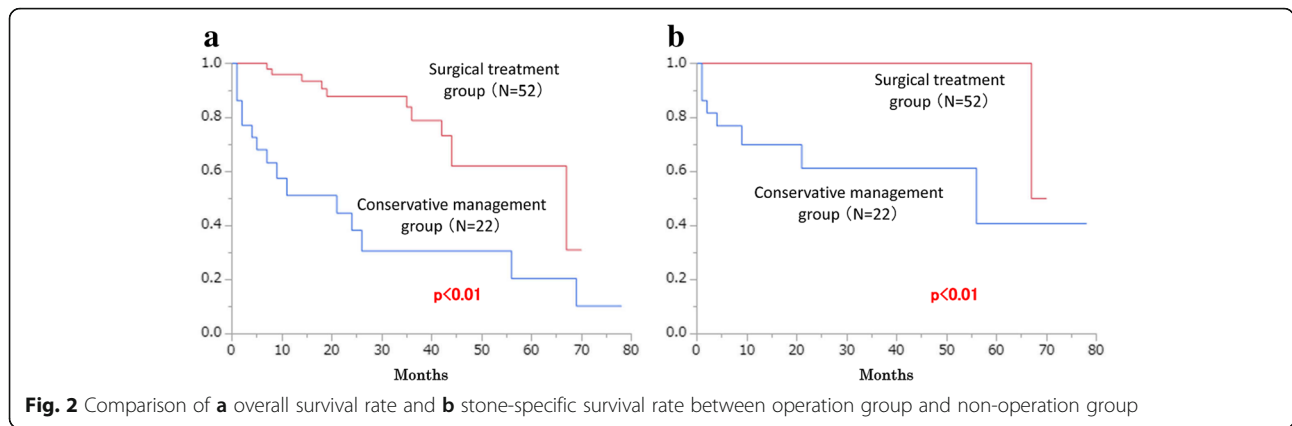 a
1.0
0.8
0.6
0.4
0.2
0.0
Surgical treatment
group (N=52)
Conservative management
group (N=22)
p<0.01
0 10 20 30 40 50 60 70 80
Months
b
1.0
0.8
0.6
0.4
0.2
0.0
Surgical treatment
group (N=52)
Conservative management
group (N=22)
p<0.01
0 10 20 30 40 50 60 70 80
Months
Fig. 2 Comparison of a overall survival rate and b stone-specific survival rate between operation group and non-operation group